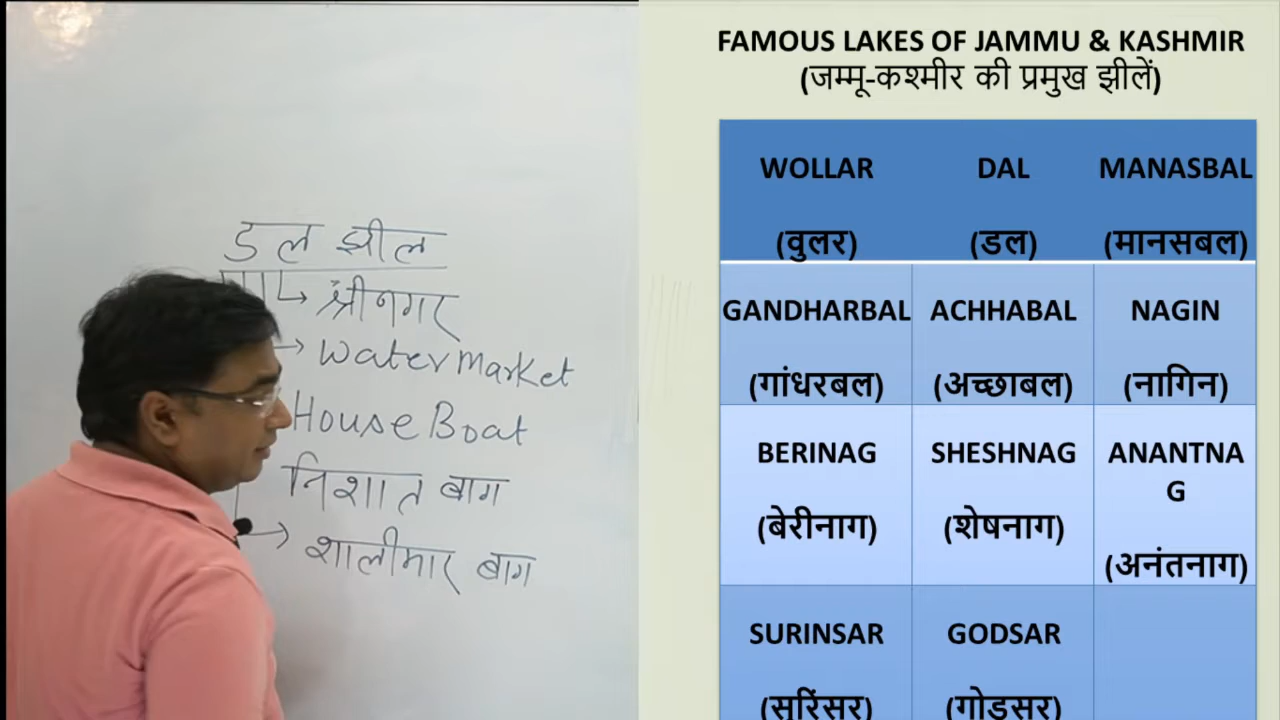 डल झील
श्रीनगर
Water Market
House Boat
निशात बाग
शालीमार बाग
FAMOUS LAKES OF JAMMU & KASHMIR
(जम्मू-कश्मीर की प्रमुख झीलें)
WOLLAR DAL MANASBAL
(वुलर) (डल) (मानसबल)
GANDHARBAL ACHHABAL NAGIN
(गांधरबल) (अच्छाबल) (नागिन)
BERINAG SHESHNAG ANANTNA
G
(बेरीनाग) (शेषनाग) (अनंतनाग)
SURINSAR GODSAR
(सुरिंसर) (गोडसर)